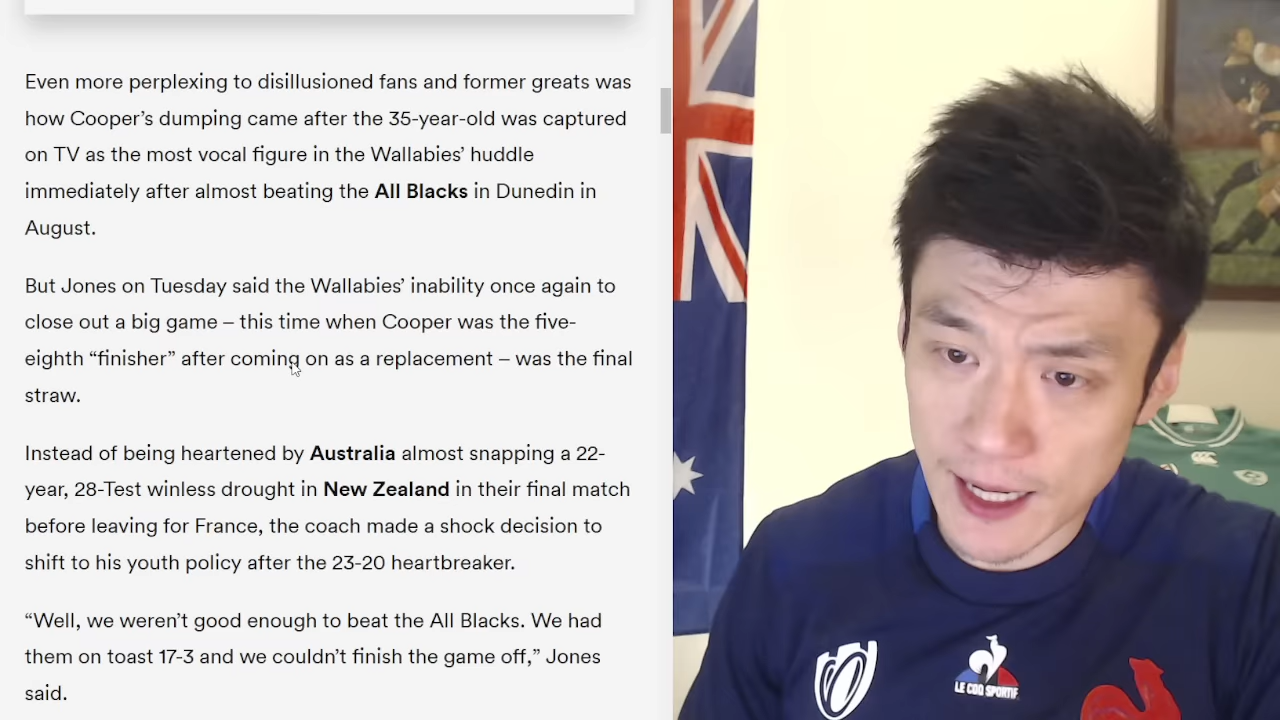 Even more perplexing to disillusioned fans and former greats was
how Cooper’s dumping came after the 35-year-old was captured
on TV as the most vocal figure in the Wallabies’ huddle
immediately after almost beating the All Blacks in Dunedin in
August.
But Jones on Tuesday said the Wallabies’ inability once again to
close out a big game – this time when Cooper was the five-
eighth “finisher” after coming on as a replacement – was the final
straw.
Instead of being heartened by Australia almost snapping a 22-
year, 28-Test winless drought in New Zealand in their final match
before leaving for France, the coach made a shock decision to
shift to his youth policy after the 23-20 heartbreaker.
“Well, we weren’t good enough to beat the All Blacks. We had
them on toast 17-3 and we couldn’t finish the game off,” Jones
said.
LE COQ SPORTIF